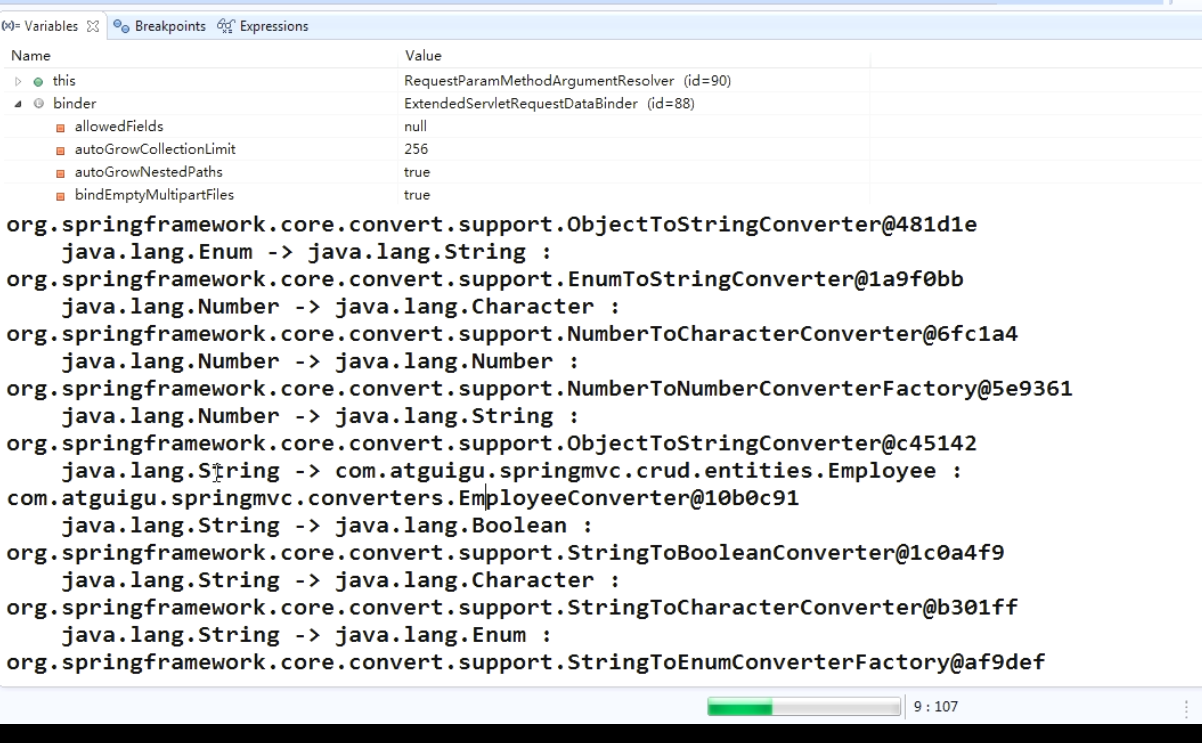 (x)= Variables Breakpoints Expressions
Name Value
this RequestParamMethodArgumentResolver (id=90)
binder ExtendedServletRequestDataBinder (id=88)
allowedFields null
autoGrowCollectionLimit 256
autoGrowNestedPaths true
bindEmptyMultipartFiles true
org.springframework.core.convert.support.ObjectToStringConverter@481d1e
java.lang.Enum -> java.lang.String :
org.springframework.core.convert.support.EnumToStringConverter@1a9f0bb
java.lang.Number -> java.lang.Character :
org.springframework.core.convert.support.NumberToCharacterConverter@6fc1a4
java.lang.Number -> java.lang.Number :
org.springframework.core.convert.support.NumberToNumberConverterFactory@5e9361
java.lang.Number -> java.lang.String :
org.springframework.core.convert.support.ObjectToStringConverter@c45142
java.lang.String -> com.atguigu.springmvc.crud.entities.Employee :
com.atguigu.springmvc.converters.EmployeeConverter@10b0c91
java.lang.String -> java.lang.Boolean :
org.springframework.core.convert.support.StringToBooleanConverter@1c0a4f9
java.lang.String -> java.lang.Character :
org.springframework.core.convert.support.StringToCharacterConverter@b301ff
java.lang.String -> java.lang.Enum :
org.springframework.core.convert.support.StringToEnumConverterFactory@af9def
9 : 107